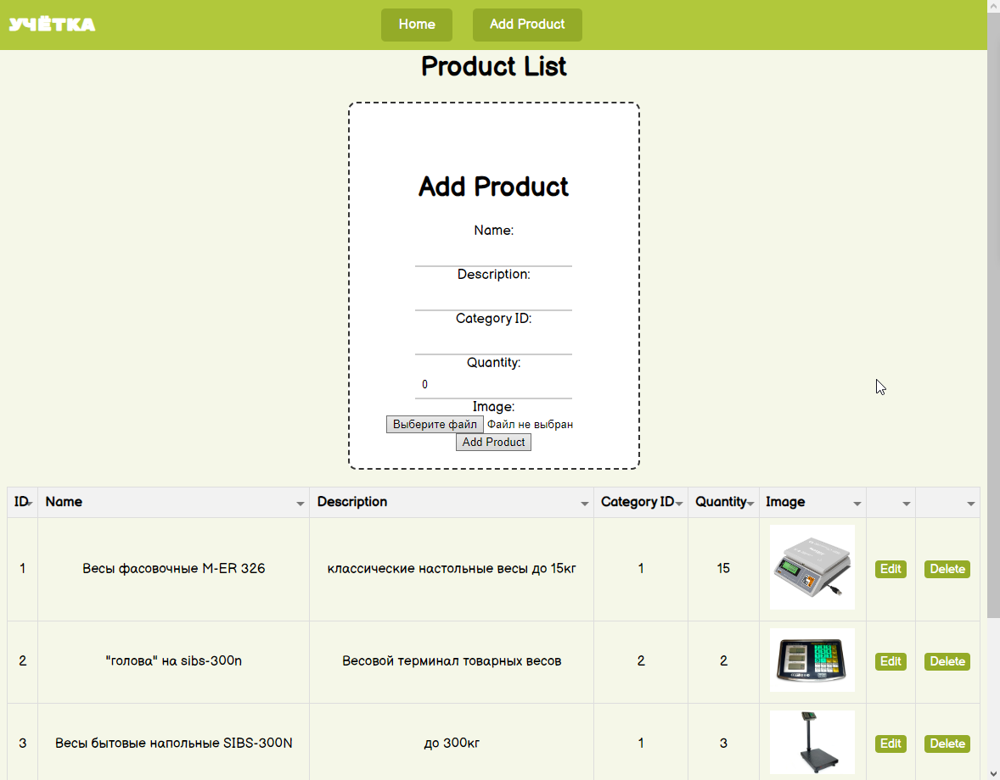 УЧЁТКА
Home
Add Product
Product List
Add Product
Name:
Description:
Category ID:
Quantity:
0
Image:
Выберите файл Файл не выбран
Add Product
ID Name Description Category ID Quantity Image
1 Весы фасовочные M-ER 326 классические настольные весы до 15кг 1 15 Edit Delete
2 "голова" на sibs-300n Весовой терминал товарных весов 2 2 Edit Delete
3 Весы бытовые напольные SIBS-300N до 300кг 1 3 Edit Delete